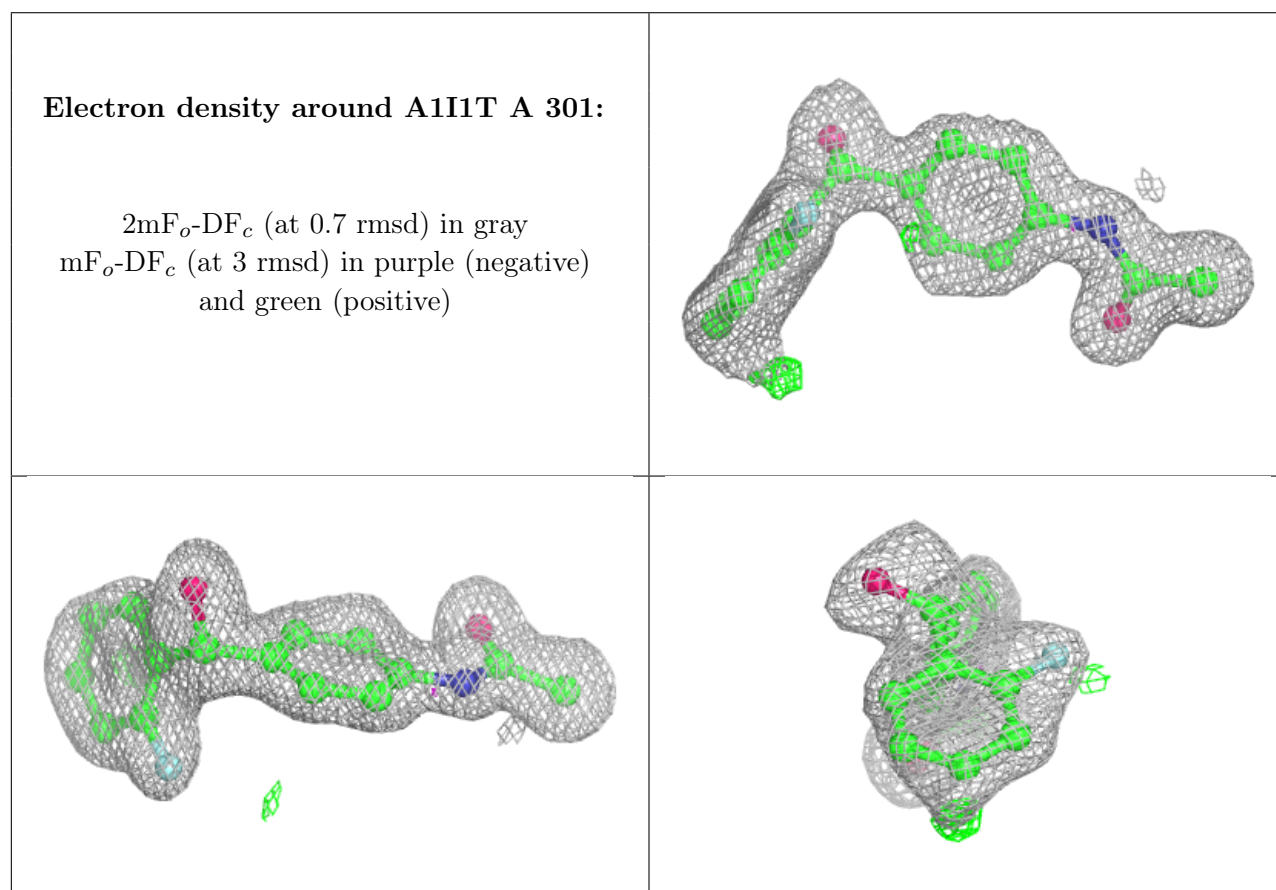 Electron density around A1I1T A 301:
2mFo-DFc (at 0.7 rmsd) in gray
mFo-DFc (at 3 rmsd) in purple (negative)
and green (positive)